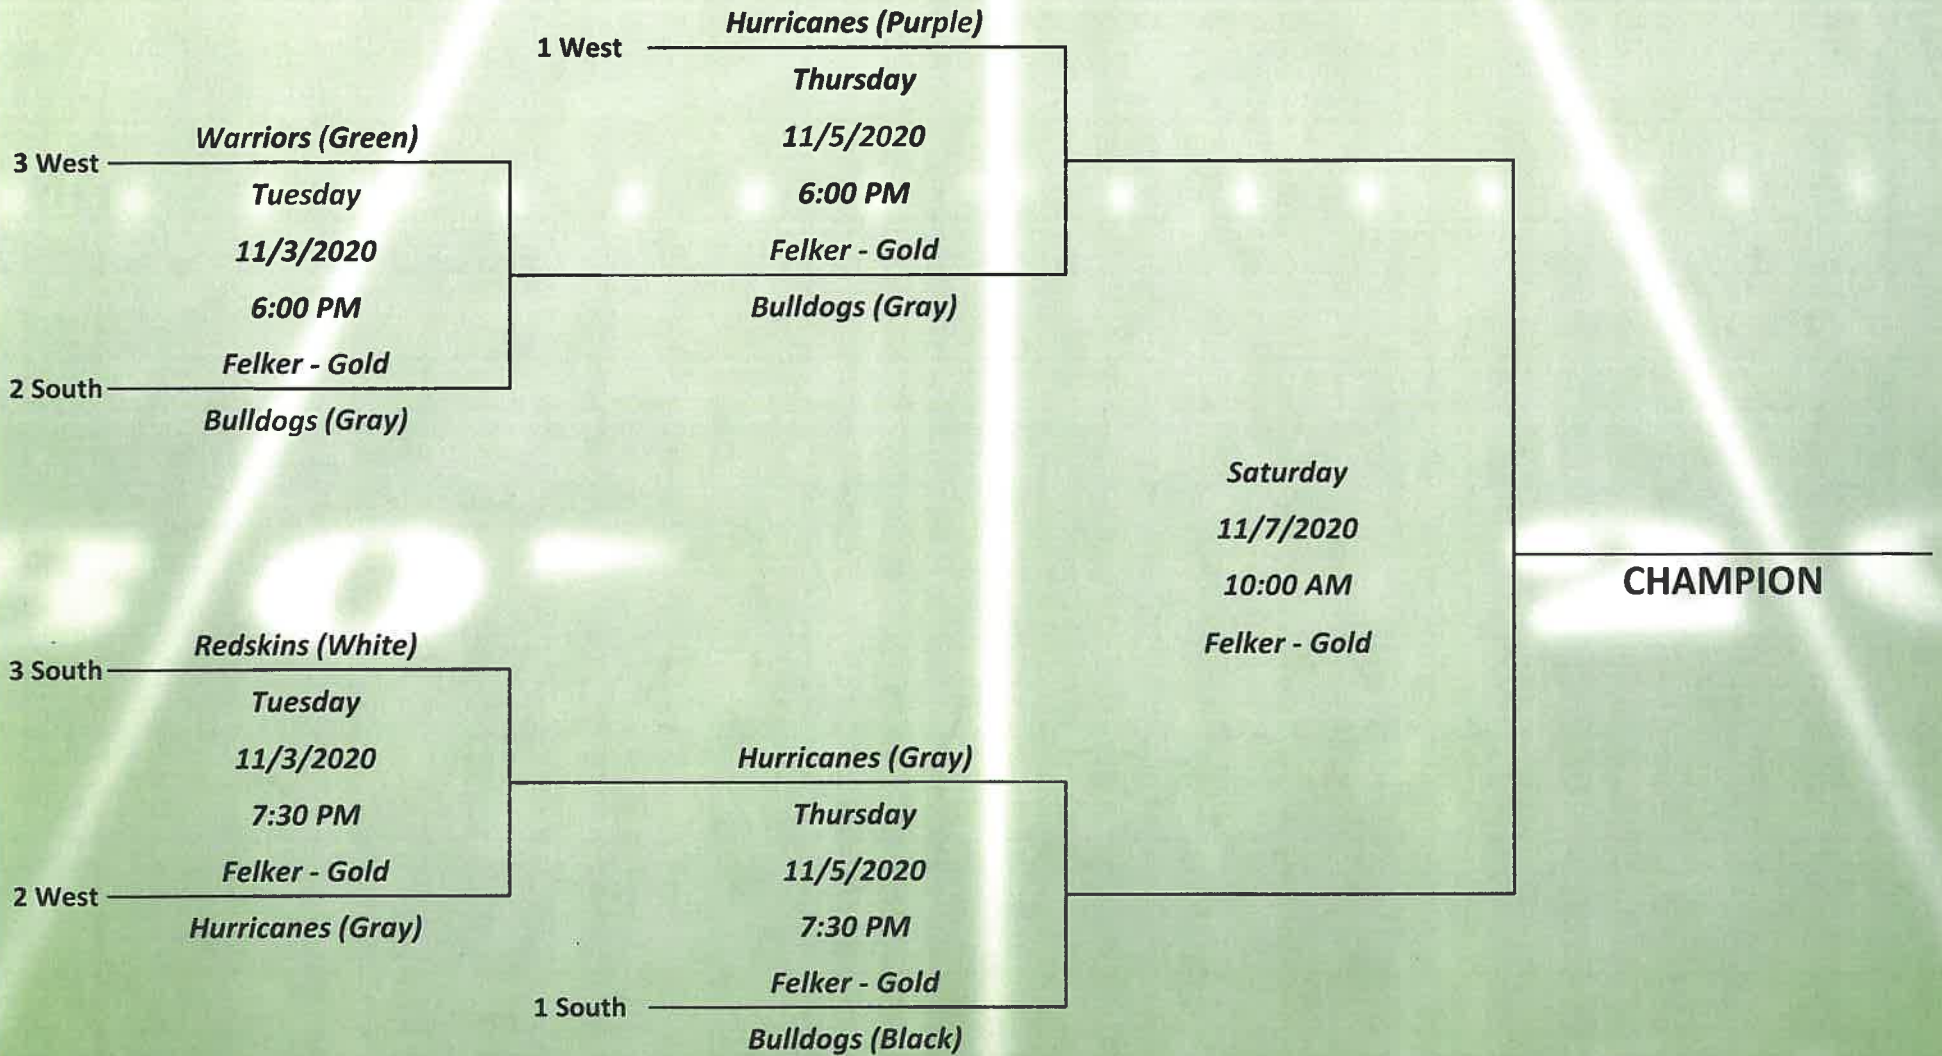 Hurricanes (Purple)
1 West
Thursday
11/5/2020
6:00 PM
Felker - Gold
Bulldogs (Gray)
Warriors (Green)
3 West
Tuesday
11/3/2020
6:00 PM
Felker - Gold
2 South
Bulldogs (Gray)
Saturday
11/7/2020
10:00 AM
Felker - Gold
CHAMPION
Redskins (White)
3 South
Tuesday
11/3/2020
7:30 PM
Felker - Gold
2 West
Hurricanes (Gray)
Hurricanes (Gray)
Thursday
11/5/2020
7:30 PM
Felker - Gold
1 South
Bulldogs (Black)